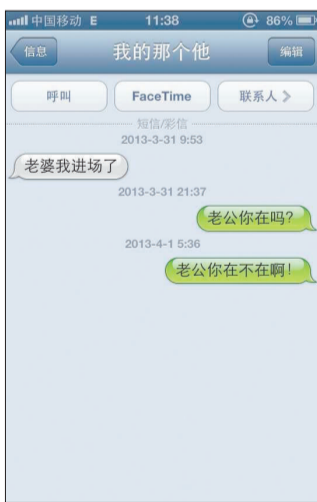 中国移动 E 11:38 86%
信息 我的那个他 编辑
呼叫 FaceTime 联系人
短信/彩信
2013-3-31 9:53
老婆我进场了
2013-3-31 21:37
老公你在吗?
2013-4-1 5:36
老公你在不在啊!